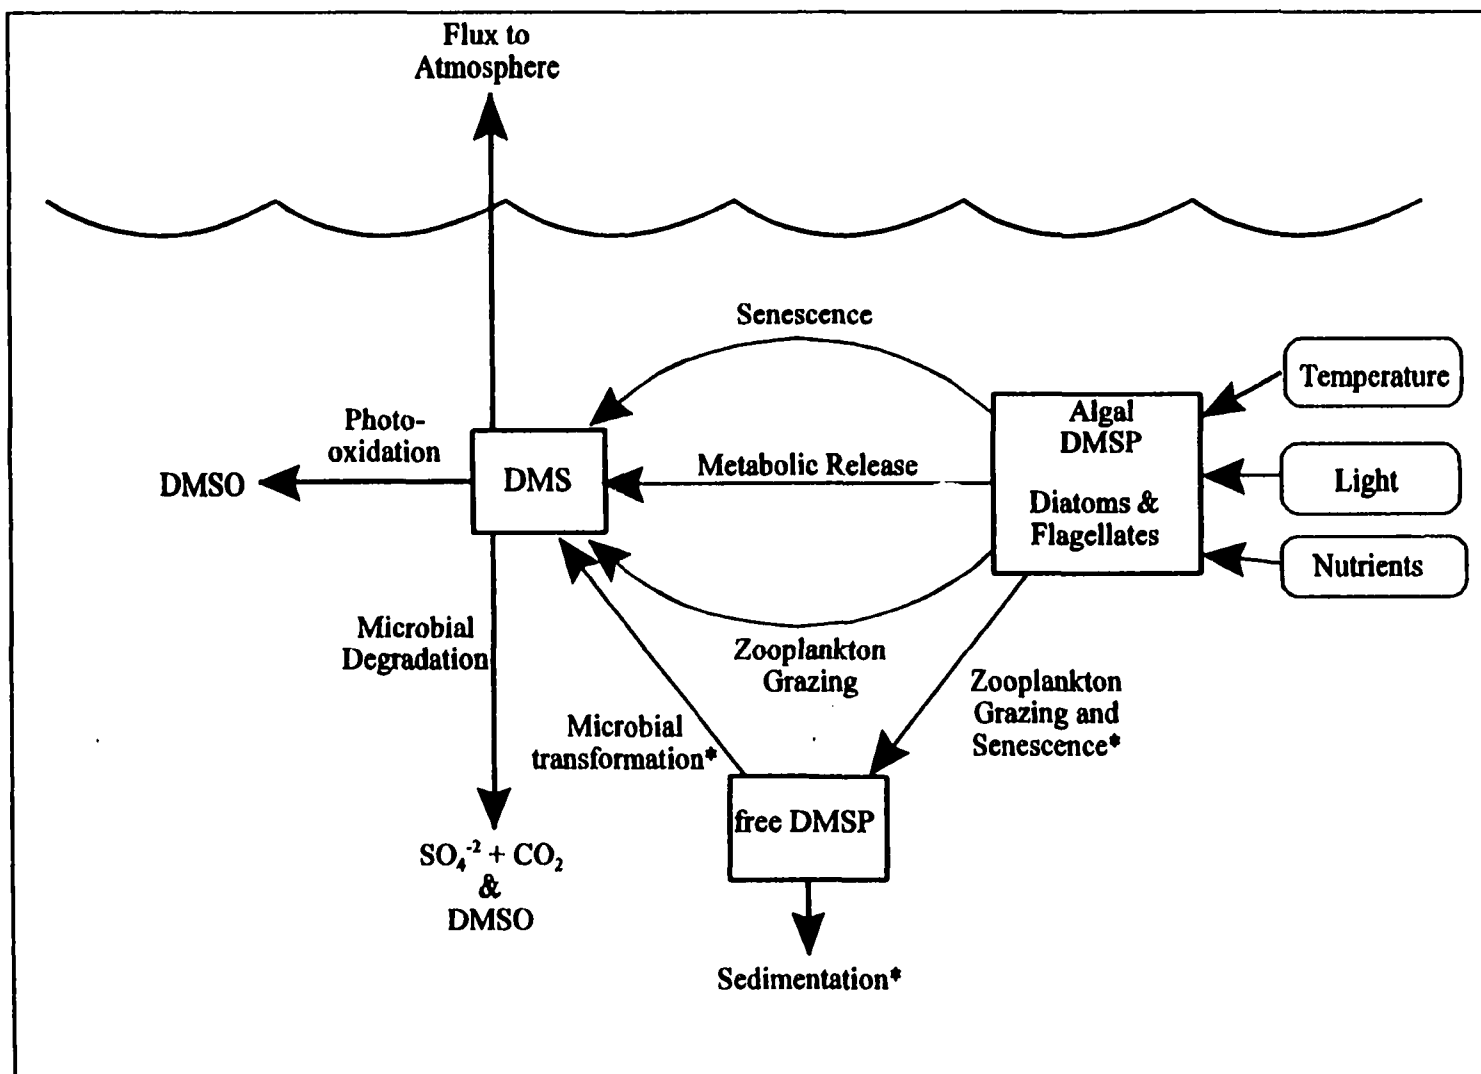 Flux to
Atmosphere
Senescence
Temperature
Photo-
oxidation
Algal
DMSP
DMSO
DMS
Metabolic Release
Light
Diatoms &
Flagellates
Nutrients
Microbial
Degradation
Zooplankton
Grazing
Zooplankton
Grazing and
Senescence*
Microbial
transformation*
free DMSP
SO₄⁻² + CO₂
&
DMSO
Sedimentation*